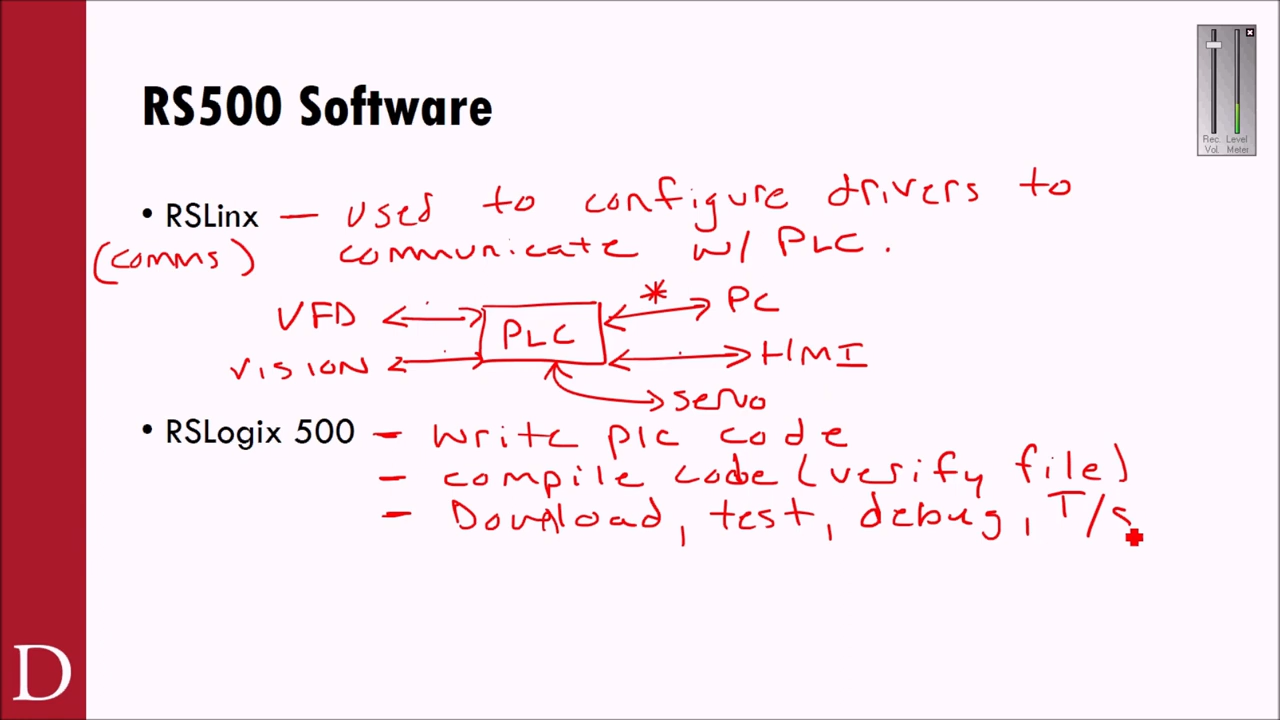 RS500 Software
• RSLinx — used to configure drivers to
(comms) communicate w/ PLC.
VFD PLC * PC
VISION HMI
servo
• RSLogix 500 - write plc code
- compile code (verify file)
- Download, test, debug, T/s
Rec. Level
Vol. Meter
D